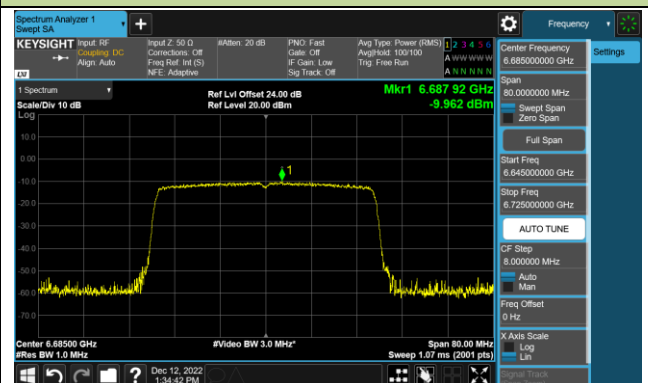 Spectrum Analyzer 1
Swept SA
Frequency
KEYSIGHT
Input: RF
Coupling: DC
Align: Auto
Input Z: 50 Ω
Corrections: Off
Freq Ref: Int (S)
NFE: Adaptive
#Atten: 20 dB
PNO: Fast
Gate: Off
IF Gain: Low
Sig Track: Off
Avg Type: Power (RMS)
Avg|Hold: 100/100
Trig: Free Run
1 2 3 4 5 6
A W W W W W
A N N N N N
LXI
1 Spectrum
Scale/Div 10 dB
Log
Ref Lvl Offset 24.00 dB
Ref Level 20.00 dBm
Mkr1 6.687 92 GHz
-9.962 dBm
10.0
0.00
-10.0
-20.0
-30.0
-40.0
-50.0
-60.0
-70.0
1
Center 6.68500 GHz
#Res BW 1.0 MHz
#Video BW 3.0 MHz*
Span 80.00 MHz
Sweep 1.07 ms (2001 pts)
Dec 12, 2022
1:34:42 PM
Center Frequency
6.685000000 GHz
Settings
Span
80.0000000 MHz
Swept Span
Zero Span
Full Span
Start Freq
6.645000000 GHz
Stop Freq
6.725000000 GHz
AUTO TUNE
CF Step
8.000000 MHz
Auto
Man
Freq Offset
0 Hz
X Axis Scale
Log
Lin
Signal Track